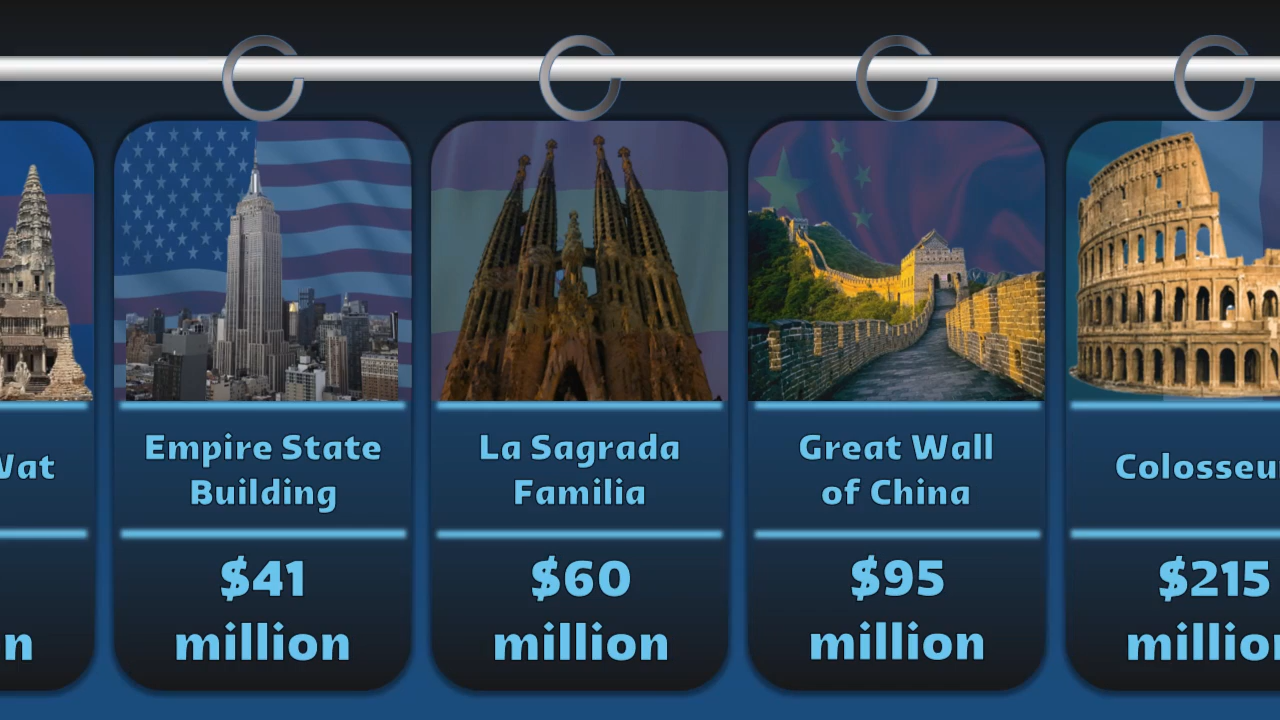 Wat
n
Empire State
Building
$41
million
La Sagrada
Familia
$60
million
Great Wall
of China
$95
million
Colosseu
$215
millio